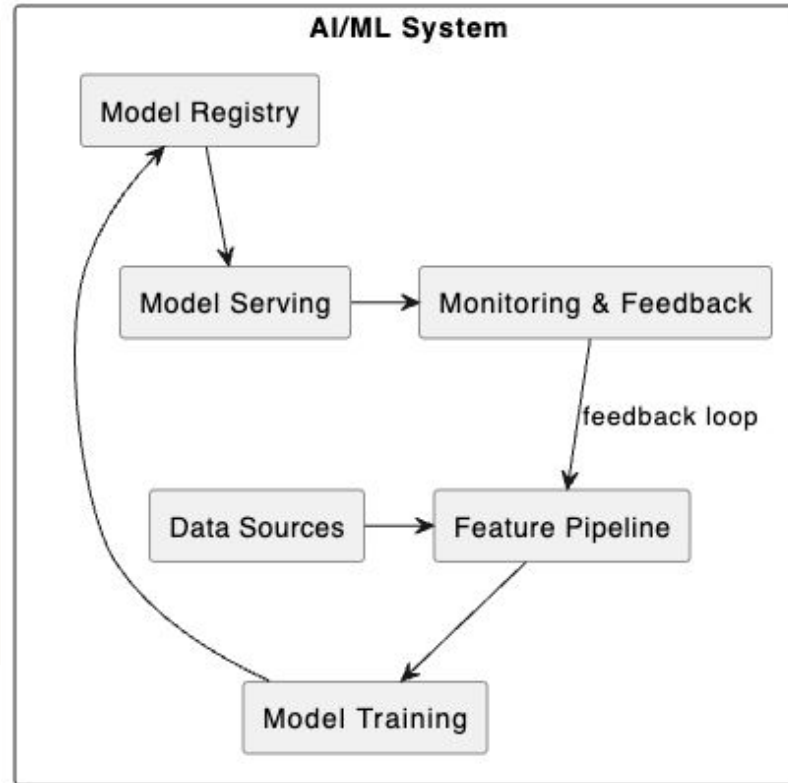 AI/ML System
Model Registry
Model Serving
Monitoring & Feedback
feedback loop
Data Sources
Feature Pipeline
Model Training